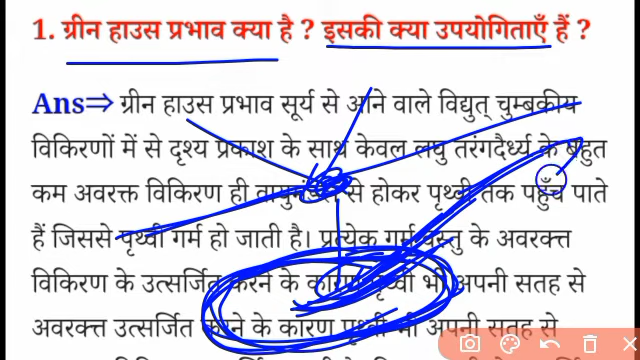 1. ग्रीन हाउस प्रभाव क्या है ? इसकी क्या उपयोगिताएँ हैं ?
Ans⇒ ग्रीन हाउस प्रभाव सूर्य से आने वाले विद्युत् चुम्बकीय
विकिरणों में से दृश्य प्रकाश के साथ केवल लघु तरंगदैर्ध्य के बहुत
कम अवरक्त विकिरण ही वायुमंडल से होकर पृथ्वी तक पहुँच पाते
हैं जिससे पृथ्वी गर्म हो जाती है। प्रत्येक गर्म वस्तु के अवरक्त
विकिरण के उत्सर्जित करने के कारण पृथ्वी भी अपनी सतह से
अवरक्त उत्सर्जित करने के कारण पृथ्वी भी अपनी सतह से